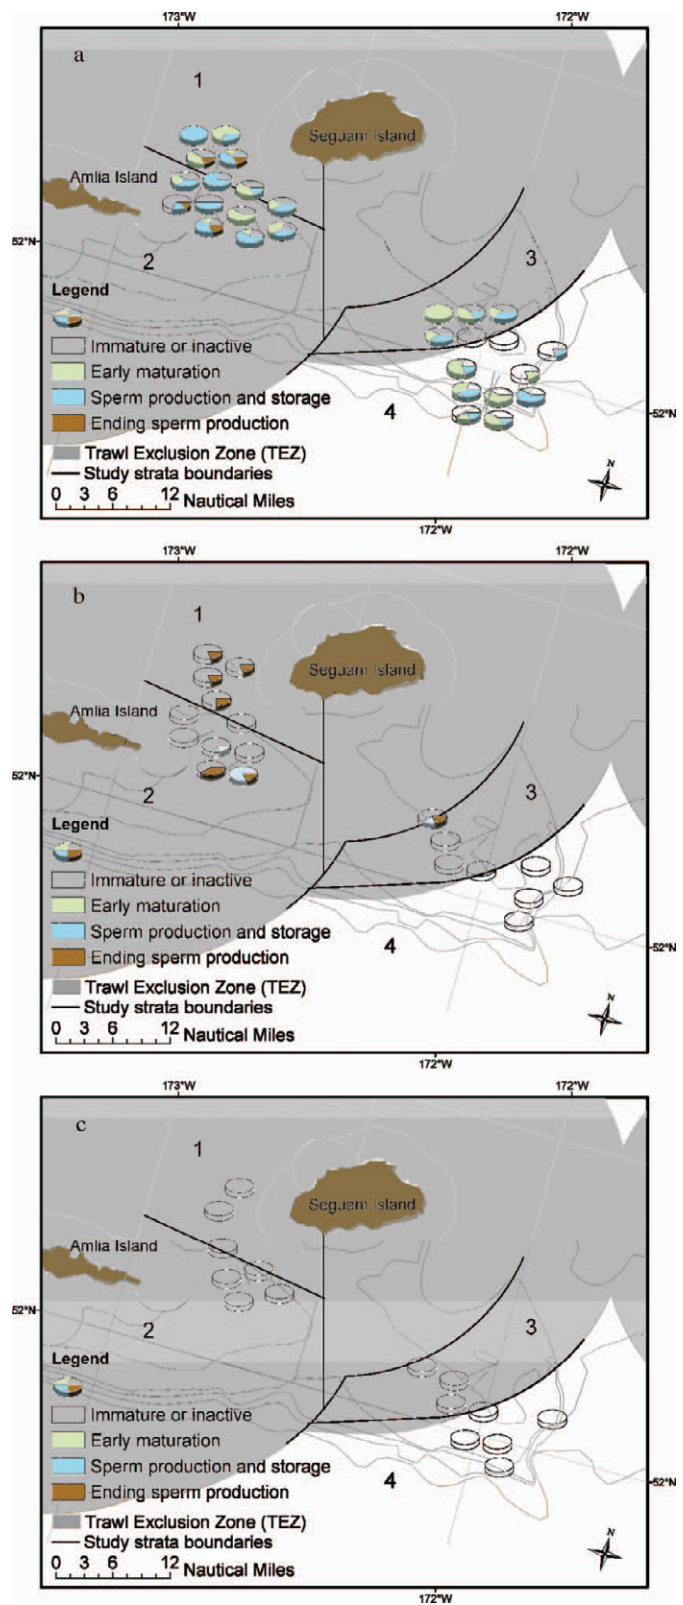 173°W 172°W
a
1
Seguam Island
Amlia Island
52°N
2
3
Legend
Immature or inactive
Early maturation
Sperm production and storage
4
Ending sperm production
52°N
Trawl Exclusion Zone (TEZ)
Study strata boundaries
N
0 3 6 12
Nautical Miles
172°W
173°W 172°W
b
1
Seguam Island
Amlia Island
52°N
2
3
Legend
Immature or inactive
Early maturation
Sperm production and storage
4
Ending sperm production
52°N
Trawl Exclusion Zone (TEZ)
Study strata boundaries
N
0 3 6 12
Nautical Miles
172°W
173°W 172°W
c
1
Seguam Island
Amlia Island
52°N
2
3
Legend
Immature or inactive
Early maturation
Sperm production and storage
4
Ending sperm production
52°N
Trawl Exclusion Zone (TEZ)
Study strata boundaries
N
0 3 6 12
Nautical Miles
172°W